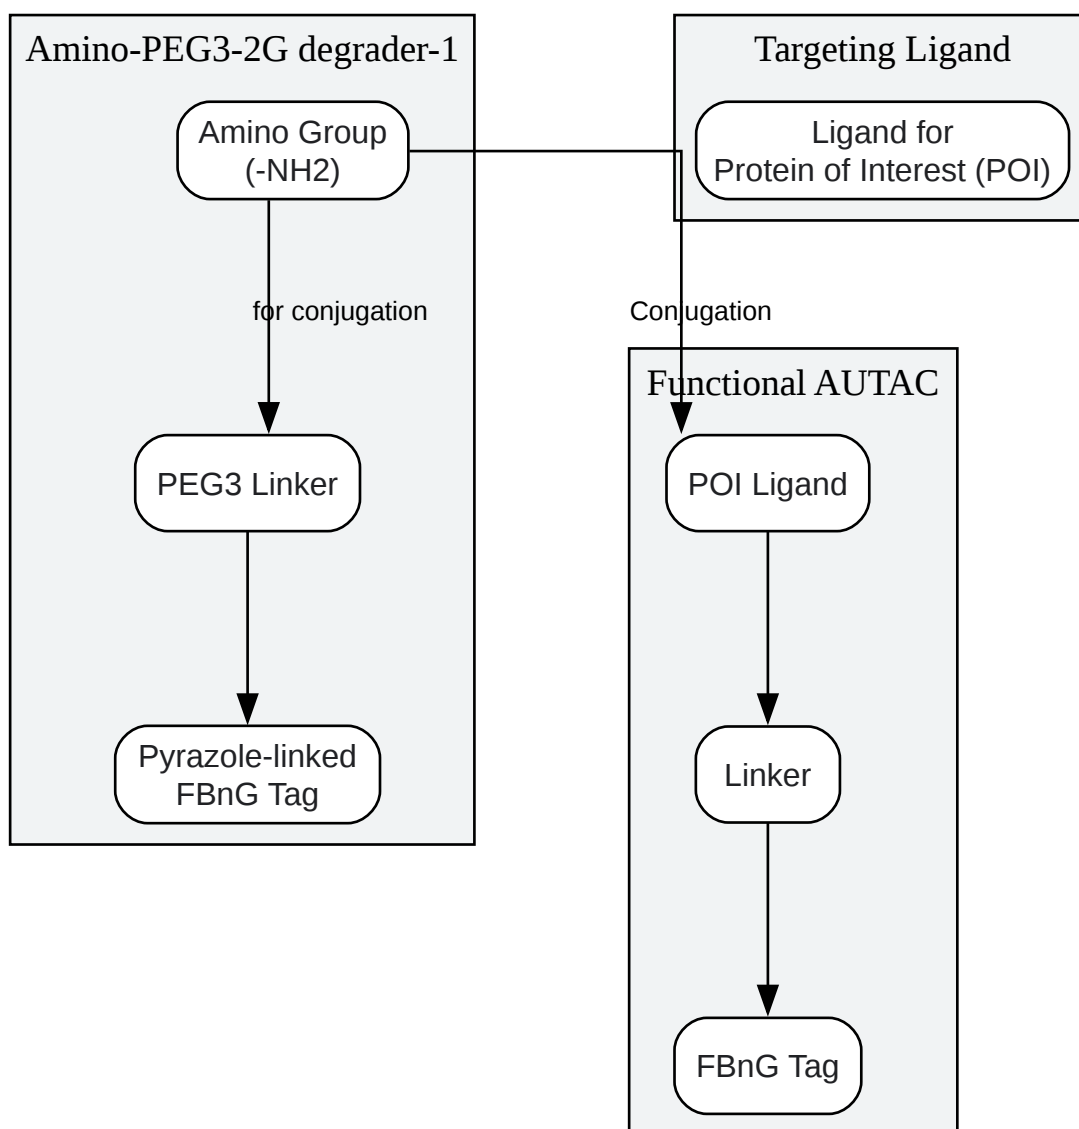 Amino-PEG3-2G degrader-1
Amino Group
(-NH2)
for conjugation
PEG3 Linker
Pyrazole-linked
FBnG Tag
Targeting Ligand
Ligand for
Protein of Interest (POI)
Conjugation
Functional AUTAC
POI Ligand
Linker
FBnG Tag